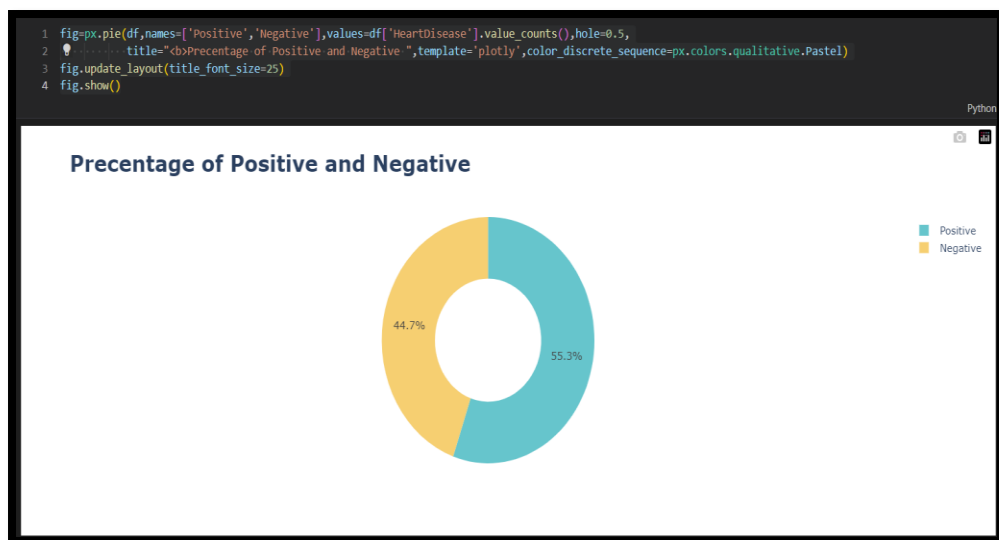 1 fig=px.pie(df,names=['Positive','Negative'],values=df['HeartDisease'].value_counts(),hole=0.5,
2 title="<b>Precentage of Positive and Negative ",template='plotly',color_discrete_sequence=px.colors.qualitative.Pastel)
3 fig.update_layout(title_font_size=25)
4 fig.show()
Python
Precentage of Positive and Negative
Positive
Negative
44.7%
55.3%